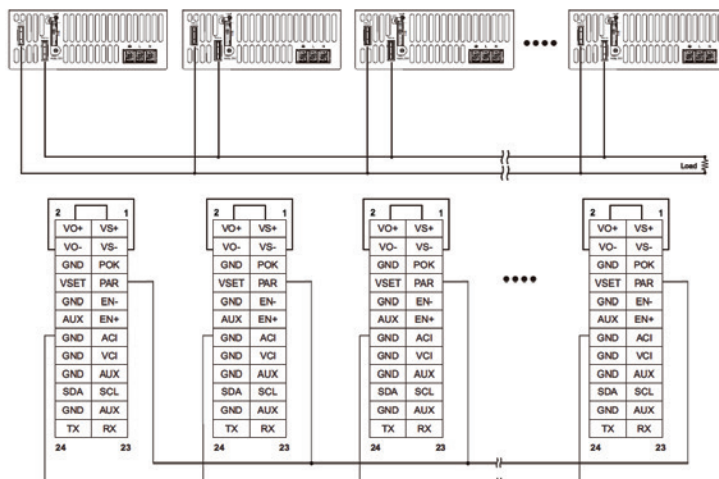 Load
2 1 2 1 2 1 2 1
VO+ VS+ VO+ VS+ VO+ VS+ VO+ VS+
VO- VS- VO- VS- VO- VS- VO- VS-
GND POK GND POK GND POK GND POK
VSET PAR VSET PAR VSET PAR VSET PAR
GND EN- GND EN- GND EN- GND EN-
AUX EN+ AUX EN+ AUX EN+ AUX EN+
GND ACI GND ACI GND ACI GND ACI
GND VCI GND VCI GND VCI GND VCI
GND AUX GND AUX GND AUX GND AUX
SDA SCL SDA SCL SDA SCL SDA SCL
GND AUX GND AUX GND AUX GND AUX
TX RX TX RX TX RX TX RX
24 23 24 23 24 23 24 23